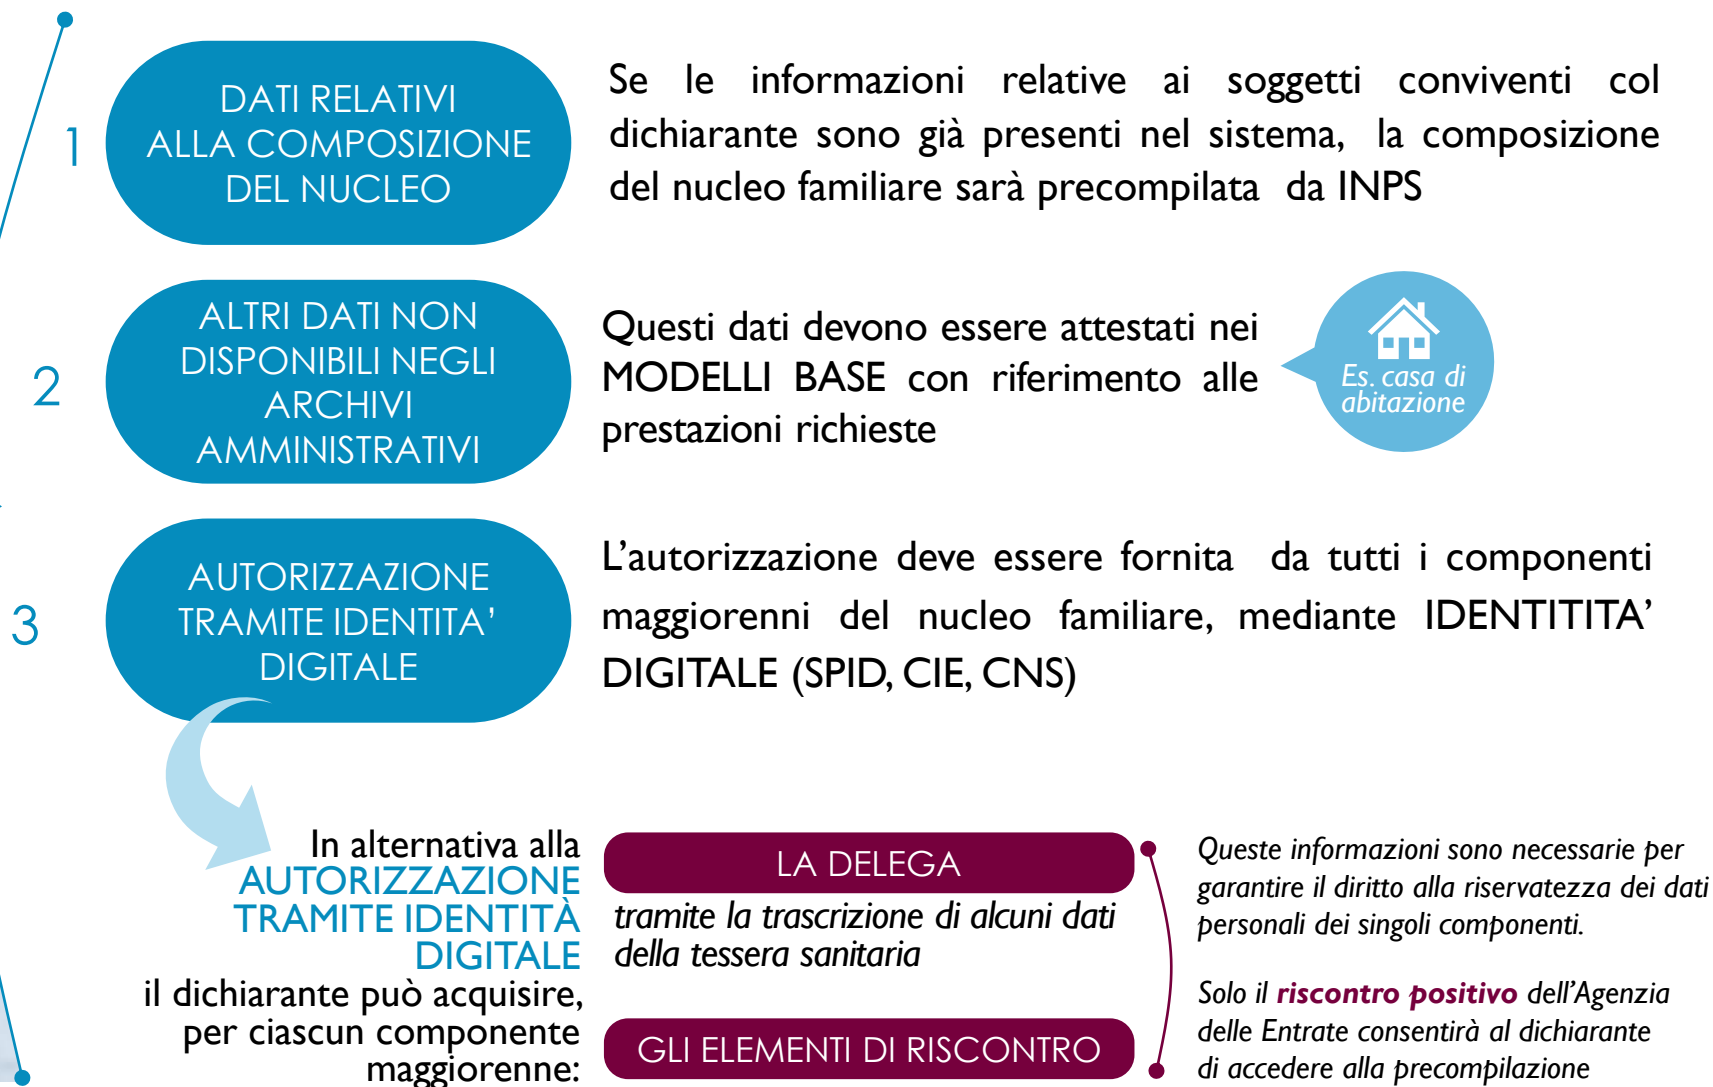 1
DATI RELATIVI
ALLA COMPOSIZIONE
DEL NUCLEO
Se le informazioni relative ai soggetti conviventi col
dichiarante sono già presenti nel sistema, la composizione
del nucleo familiare sarà precompilata da INPS
2
ALTRI DATI NON
DISPONIBILI NEGLI
ARCHIVI
AMMINISTRATIVI
Questi dati devono essere attestati nei
MODELLI BASE con riferimento alle
prestazioni richieste
Es. casa di
abitazione
3
AUTORIZZAZIONE
TRAMITE IDENTITA’
DIGITALE
L’autorizzazione deve essere fornita da tutti i componenti
maggiorenni del nucleo familiare, mediante IDENTITITA’
DIGITALE (SPID, CIE, CNS)
In alternativa alla
AUTORIZZAZIONE
TRAMITE IDENTITÀ
DIGITALE
il dichiarante può acquisire,
per ciascun componente
maggiorenne:
LA DELEGA
tramite la trascrizione di alcuni dati
della tessera sanitaria
GLI ELEMENTI DI RISCONTRO
Queste informazioni sono necessarie per
garantire il diritto alla riservatezza dei dati
personali dei singoli componenti.
Solo il riscontro positivo dell’Agenzia
delle Entrate consentirà al dichiarante
di accedere alla precompilazione